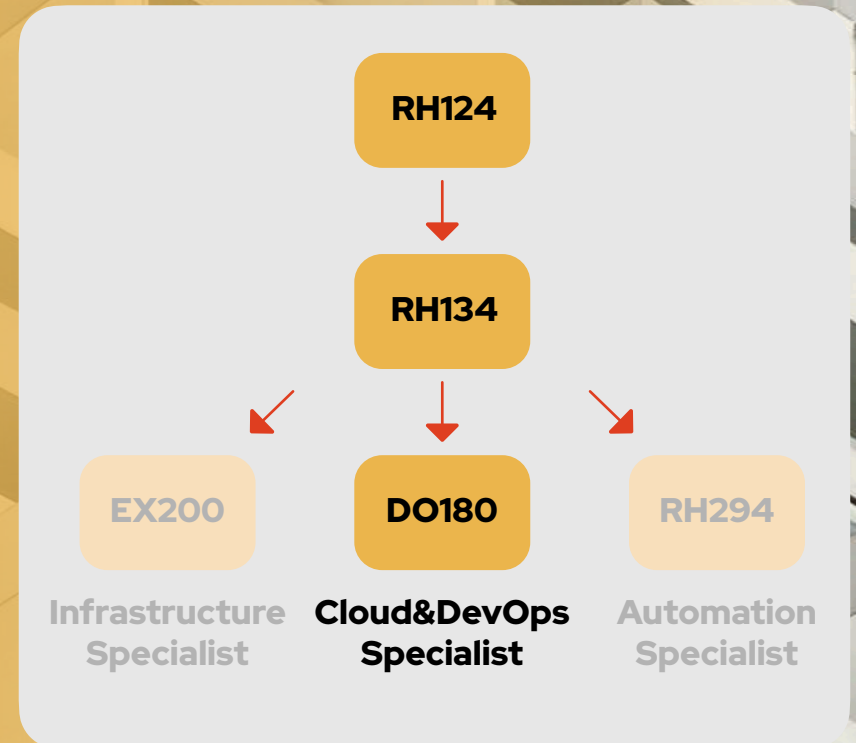 RH124
RH134
EX200
DO180
RH294
Infrastructure
Specialist
Cloud&DevOps
Specialist
Automation
Specialist